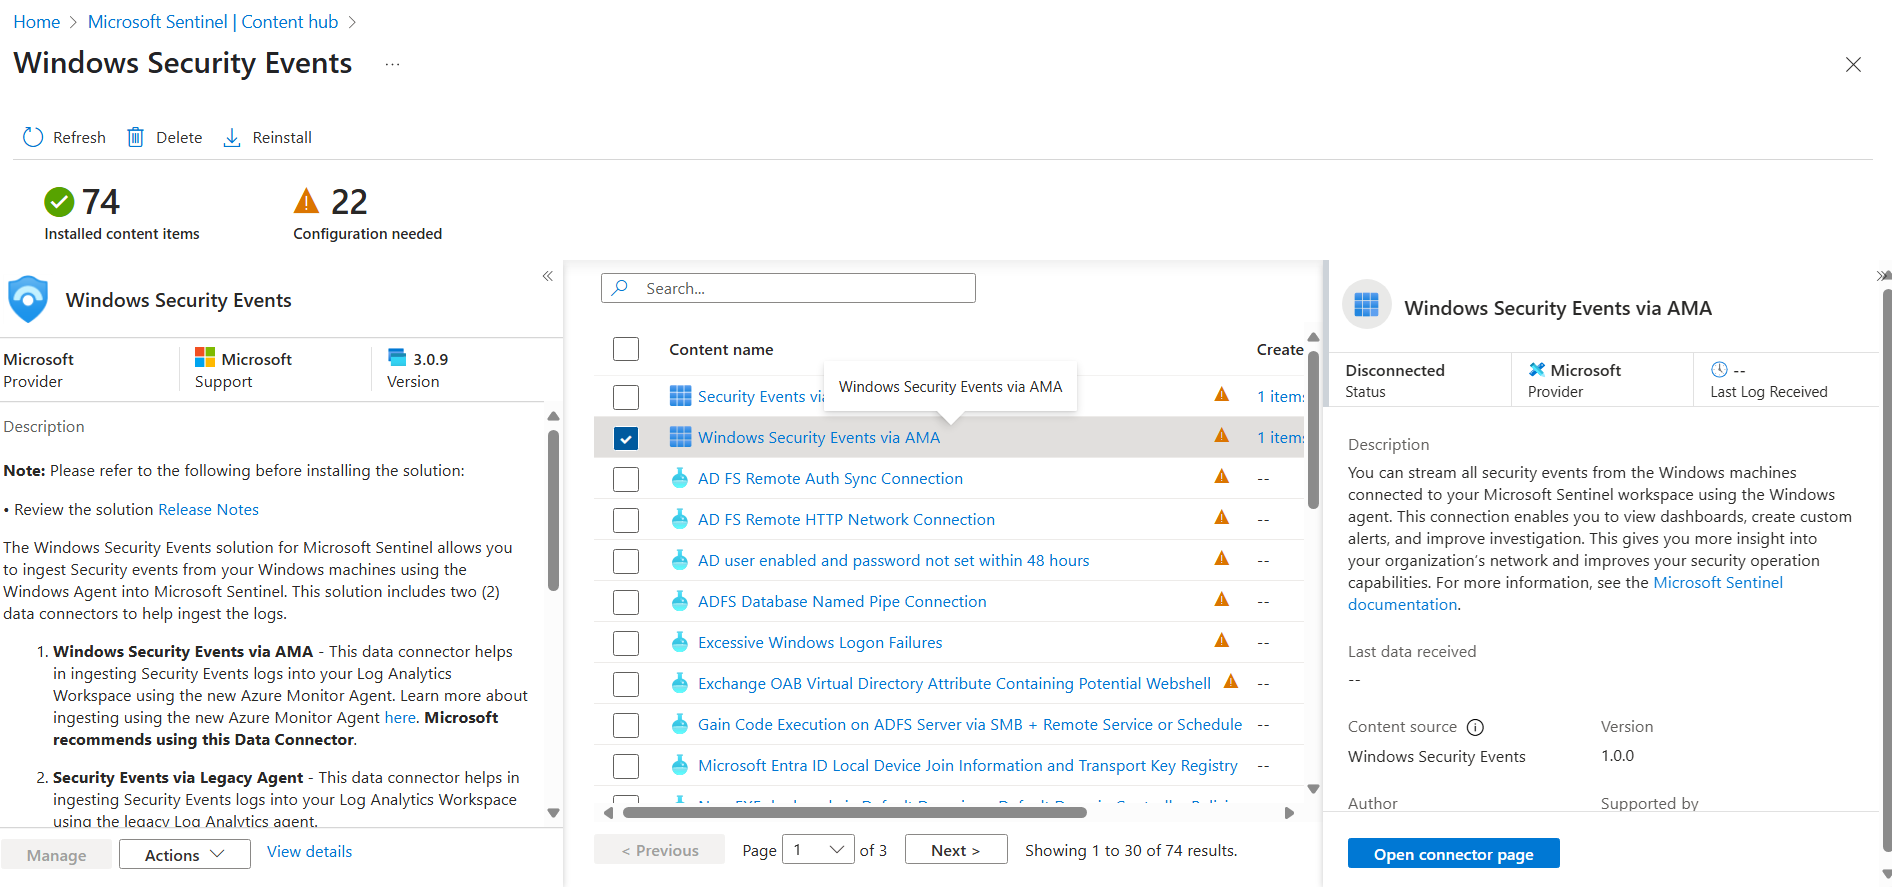 Home > Microsoft Sentinel | Content hub >
Windows Security Events ...
Refresh Delete Reinstall
74
Installed content items
22
Configuration needed
Windows Security Events
Microsoft
Provider
Microsoft
Support
3.0.9
Version
Description
Note: Please refer to the following before installing the solution:
• Review the solution Release Notes
The Windows Security Events solution for Microsoft Sentinel allows you
to ingest Security events from your Windows machines using the
Windows Agent into Microsoft Sentinel. This solution includes two (2)
data connectors to help ingest the logs.
1. Windows Security Events via AMA - This data connector helps
in ingesting Security Events logs into your Log Analytics
Workspace using the new Azure Monitor Agent. Learn more about
ingesting using the new Azure Monitor Agent here. Microsoft
recommends using this Data Connector.
2. Security Events via Legacy Agent - This data connector helps in
ingesting Security Events logs into your Log Analytics Workspace
using the legacy Log Analytics agent.
Manage Actions View details
Search...
Content name Create
Windows Security Events via AMA
Security Events via 1 items
Windows Security Events via AMA 1 items
AD FS Remote Auth Sync Connection --
AD FS Remote HTTP Network Connection --
AD user enabled and password not set within 48 hours --
ADFS Database Named Pipe Connection --
Excessive Windows Logon Failures --
Exchange OAB Virtual Directory Attribute Containing Potential Webshell --
Gain Code Execution on ADFS Server via SMB + Remote Service or Schedule --
Microsoft Entra ID Local Device Join Information and Transport Key Registry --
< Previous Page 1 of 3 Next > Showing 1 to 30 of 74 results.
Windows Security Events via AMA
Disconnected
Status
Microsoft
Provider
--
Last Log Received
Description
You can stream all security events from the Windows machines
connected to your Microsoft Sentinel workspace using the Windows
agent. This connection enables you to view dashboards, create custom
alerts, and improve investigation. This gives you more insight into
your organization’s network and improves your security operation
capabilities. For more information, see the Microsoft Sentinel
documentation.
Last data received
--
Content source Version
Windows Security Events 1.0.0
Author Supported by
Open connector page